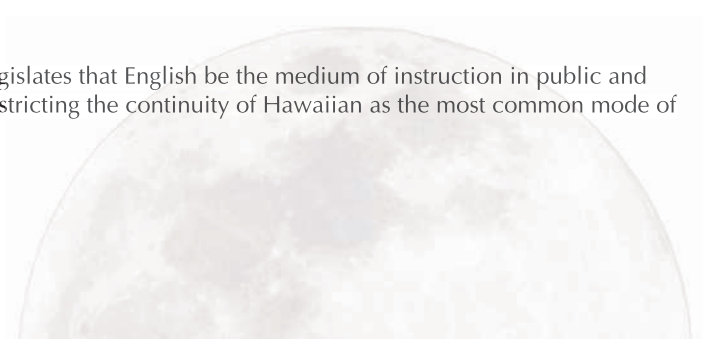 gislates that English be the medium of instruction in public and
stricting the continuity of Hawaiian as the most common mode of